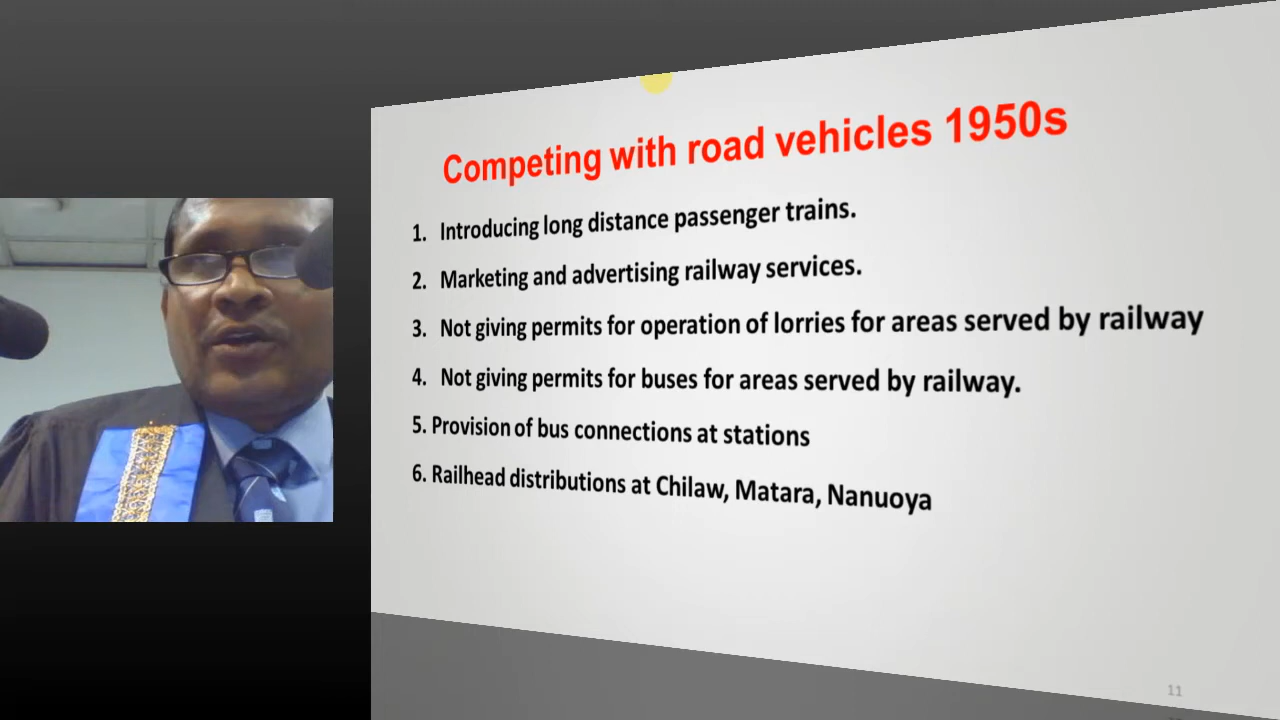 Competing with road vehicles 1950s
1. Introducing long distance passenger trains.
2. Marketing and advertising railway services.
3. Not giving permits for operation of lorries for areas served by railway
4. Not giving permits for buses for areas served by railway.
5. Provision of bus connections at stations
6. Railhead distributions at Chilaw, Matara, Nanuoya
11